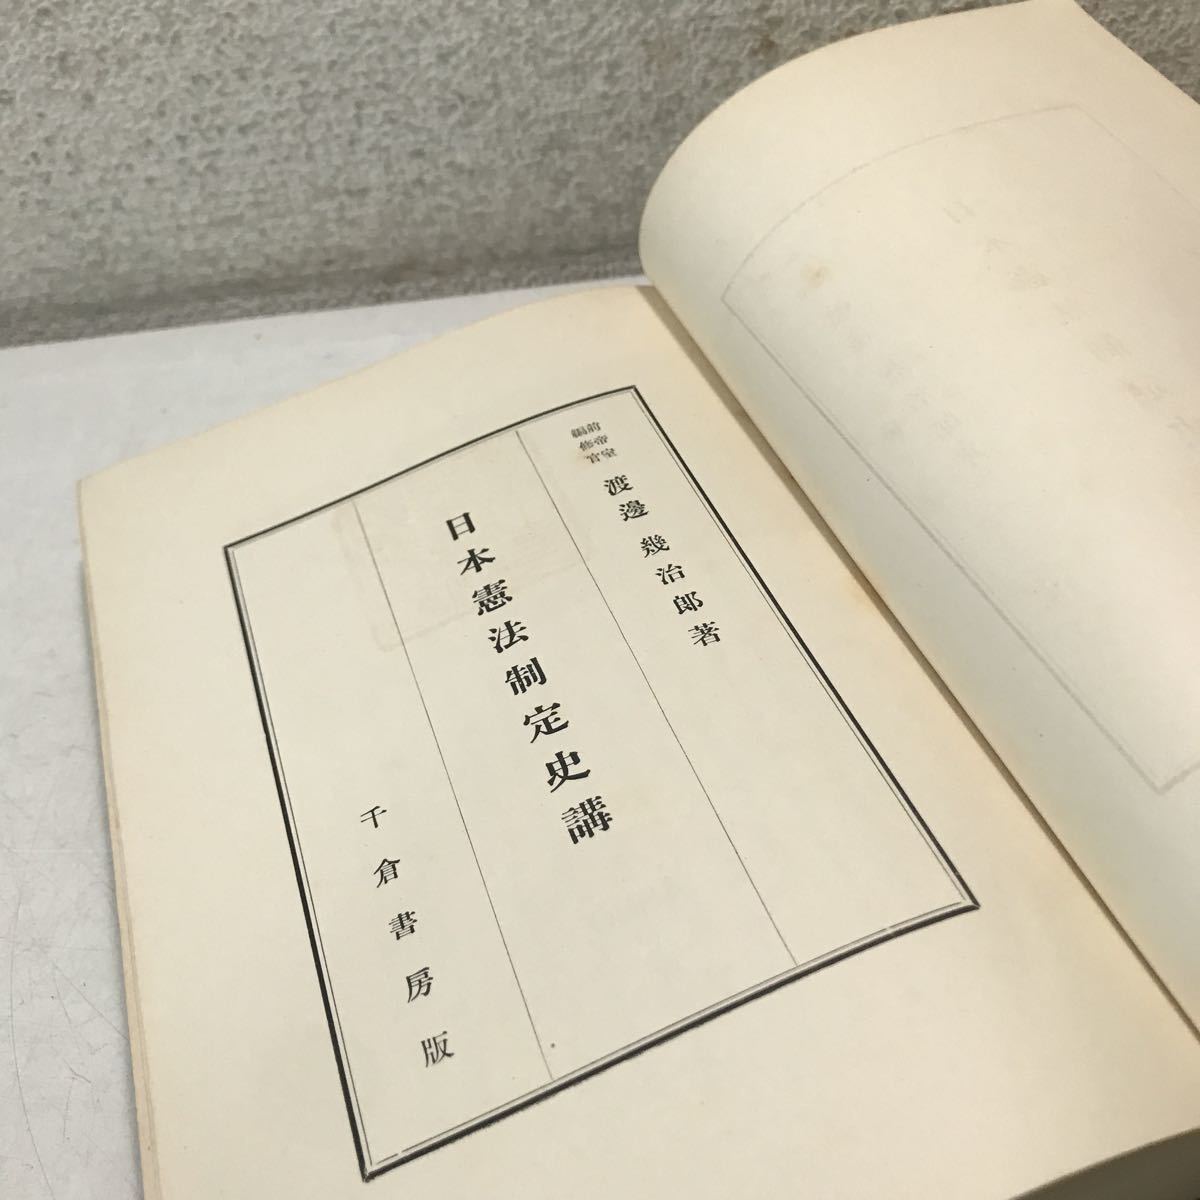 前帝室
編修官
渡邊幾治郎著
日本憲法制定史講
千倉書房版